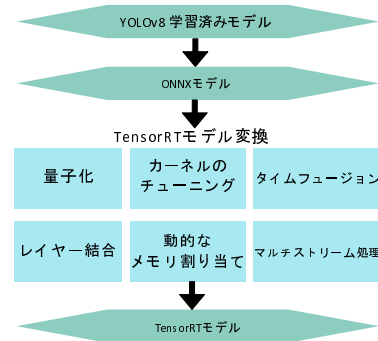 YOLOv8 学習済みモデル
ONNXモデル
TensorRTモデル変換
量子化
カーネルの
チューニング
タイムフュージョン
レイヤー結合
動的な
メモリ割り当て
マルチストリーム処理
TensorRTモデル